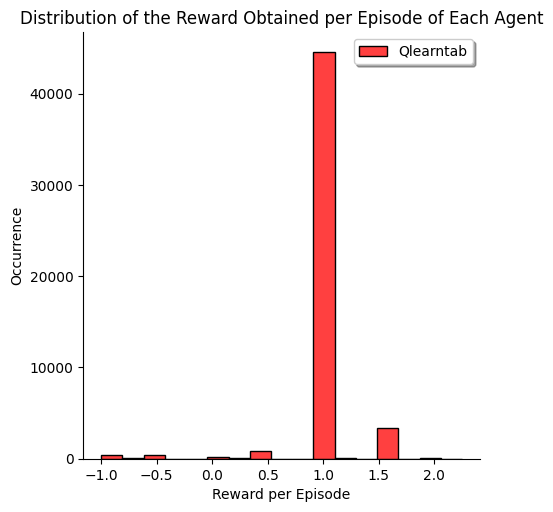 Distribution of the Reward Obtained per Episode of Each Agent
Qlearntab
40000
30000
20000
10000
0
Occurrence
−1.0 −0.5 0.0 0.5 1.0 1.5 2.0
Reward per Episode